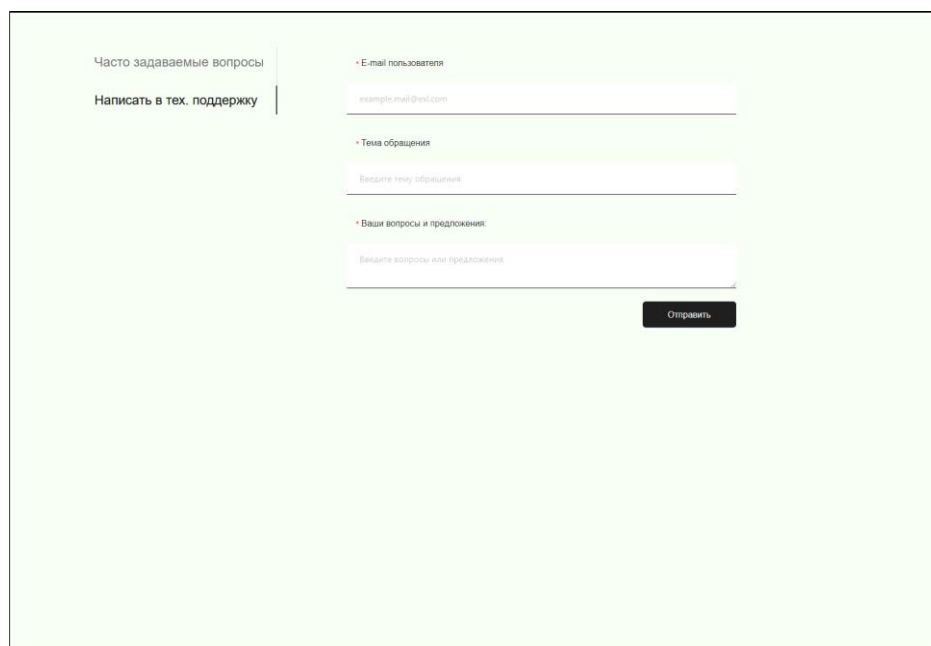 Часто задаваемые вопросы
Написать в тех. поддержку
* E-mail пользователя
example.mail@exl.com
* Тема обращения
Введите тему обращения
* Ваши вопросы и предложения:
Введите вопросы или предложения
Отправить